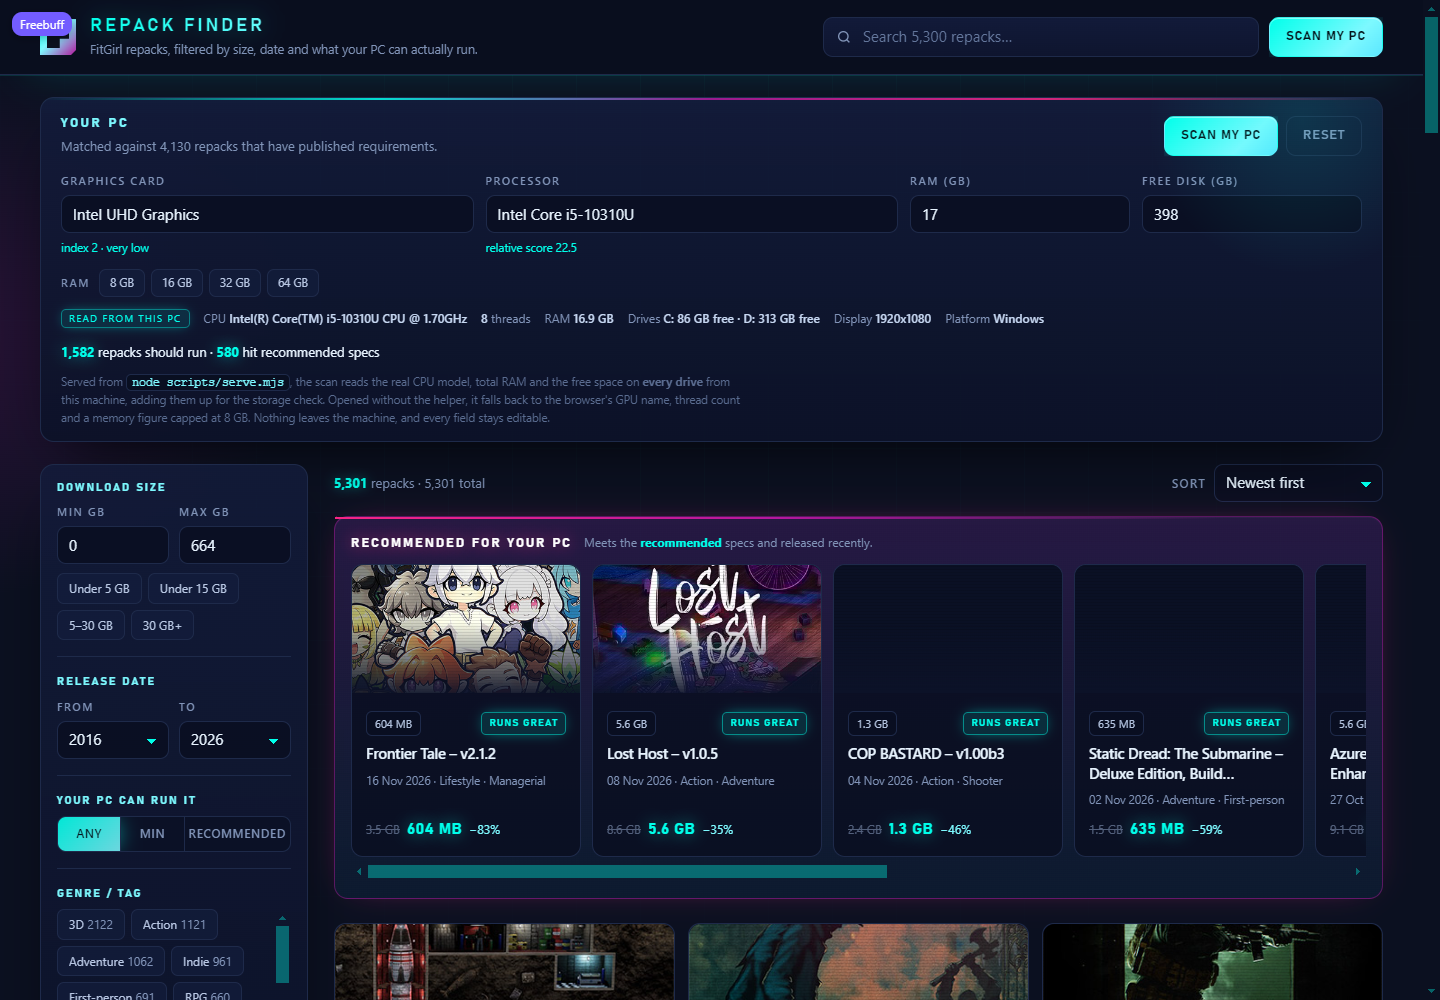 Freebuff
REPACK FINDER
FitGirl repacks, filtered by size, date and what your PC can actually run.
Search 5,300 repacks...
SCAN MY PC
YOUR PC
Matched against 4,130 repacks that have published requirements.
SCAN MY PC
RESET
GRAPHICS CARD
PROCESSOR
RAM (GB)
FREE DISK (GB)
Intel UHD Graphics
Intel Core i5-10310U
17
398
index 2 · very low
relative score 22.5
RAM
8 GB
16 GB
32 GB
64 GB
READ FROM THIS PC
CPU Intel(R) Core(TM) i5-10310U CPU @ 1.70GHz
8 threads
RAM 16.9 GB
Drives C: 86 GB free · D: 313 GB free
Display 1920x1080
Platform Windows
1,582 repacks should run · 580 hit recommended specs
Served from node scripts/serve.mjs, the scan reads the real CPU model, total RAM and the free space on every drive from
this machine, adding them up for the storage check. Opened without the helper, it falls back to the browser's GPU name, thread count
and a memory figure capped at 8 GB. Nothing leaves the machine, and every field stays editable.
DOWNLOAD SIZE
MIN GB
MAX GB
0
664
Under 5 GB
Under 15 GB
5–30 GB
30 GB+
RELEASE DATE
FROM
TO
2016
2026
YOUR PC CAN RUN IT
ANY
MIN
RECOMMENDED
GENRE / TAG
3D 2122
Action 1121
Adventure 1062
Indie 961
First-person 691
RPG 660
5,301 repacks · 5,301 total
SORT
Newest first
RECOMMENDED FOR YOUR PC
Meets the recommended specs and released recently.
604 MB
RUNS GREAT
Frontier Tale – v2.1.2
16 Nov 2026 · Lifestyle · Managerial
3.5 GB 604 MB –83%
Lost Host
5.6 GB
RUNS GREAT
Lost Host – v1.0.5
08 Nov 2026 · Action · Adventure
8.6 GB 5.6 GB –35%
1.3 GB
RUNS GREAT
COP BASTARD – v1.00b3
04 Nov 2026 · Action · Shooter
2.4 GB 1.3 GB –46%
635 MB
RUNS GREAT
Static Dread: The Submarine –
Deluxe Edition, Build...
02 Nov 2026 · Adventure · First-person
1.5 GB 635 MB –59%
5.6 G
Azure
Enhar
27 Oct
9.1 GB